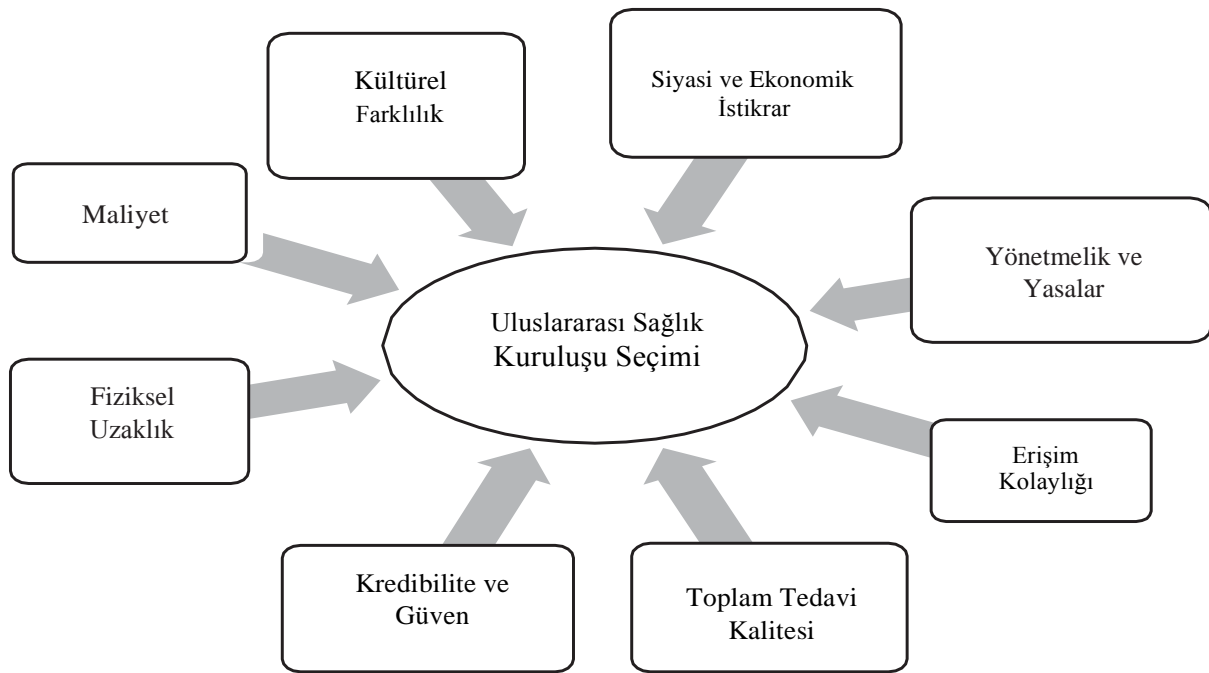 Kültürel
Farklılık
Siyasi ve Ekonomik
İstikrar
Maliyet
Yönetmelik ve
Yasalar
Uluslararası Sağlık
Kuruluşu Seçimi
Fiziksel
Uzaklık
Erişim
Kolaylığı
Kredibilite ve
Güven
Toplam Tedavi
Kalitesi